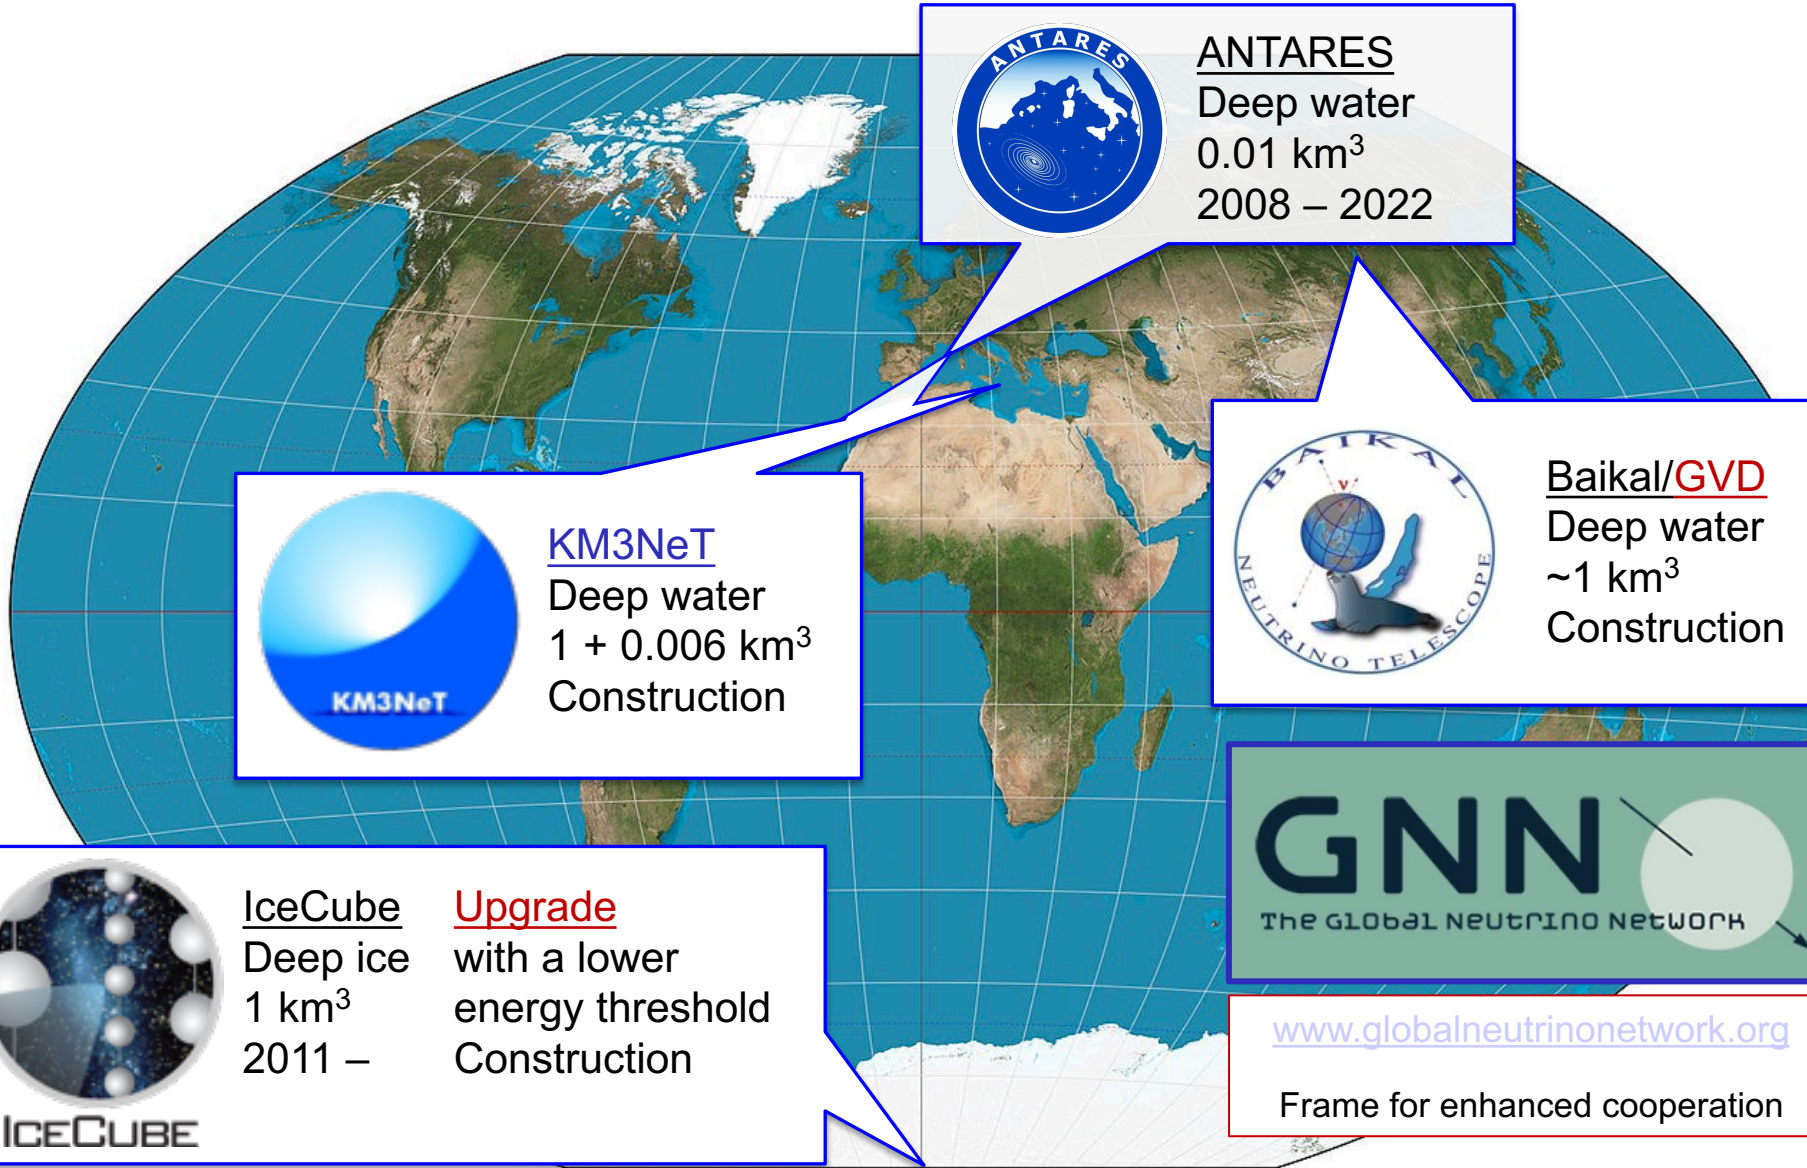 ANTARES
ANTARES
Deep water
0.01 km³
2008 – 2022
KM3NeT
KM3NeT
Deep water
1 + 0.006 km³
Construction
BAIKAL
NEUTRINO TELESCOPE
ν
Baikal/GVD
Deep water
~1 km³
Construction
GNN
The Global Neutrino Network
www.globalneutrinonetwork.org
Frame for enhanced cooperation
ICECUBE
IceCube
Deep ice
1 km³
2011 –
Upgrade
with a lower
energy threshold
Construction